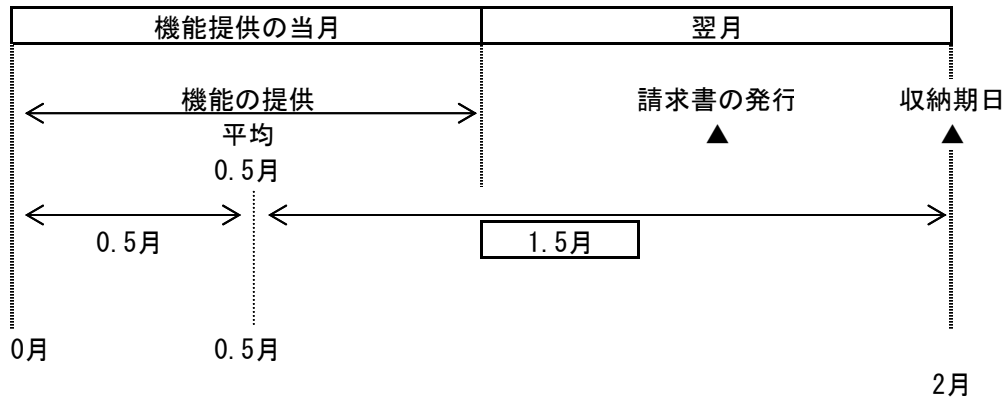 機能提供の当月 翌月
機能の提供 請求書の発行 収納期日
平均 ▲ ▲
0.5月
0.5月 1.5月
0月 0.5月
2月